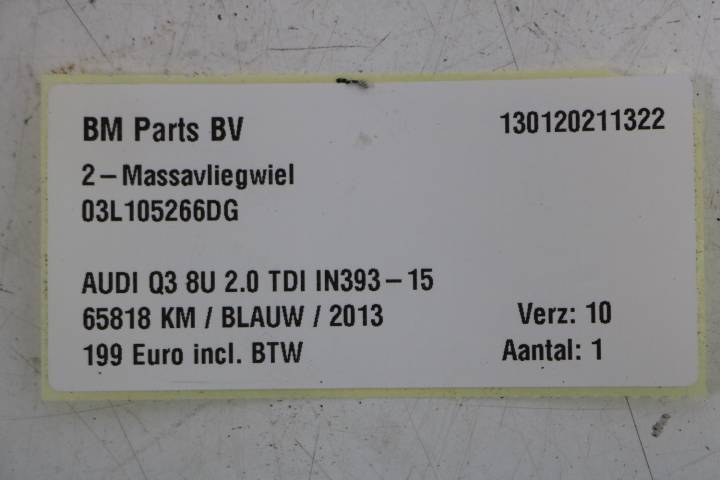 BM Parts BV 130120211322
2-Massavliegwiel
03L105266DG
AUDI Q3 8U 2.0 TDI IN393-15
65818 KM / BLAUW / 2013 Verz: 10
199 Euro incl. BTW Aantal: 1